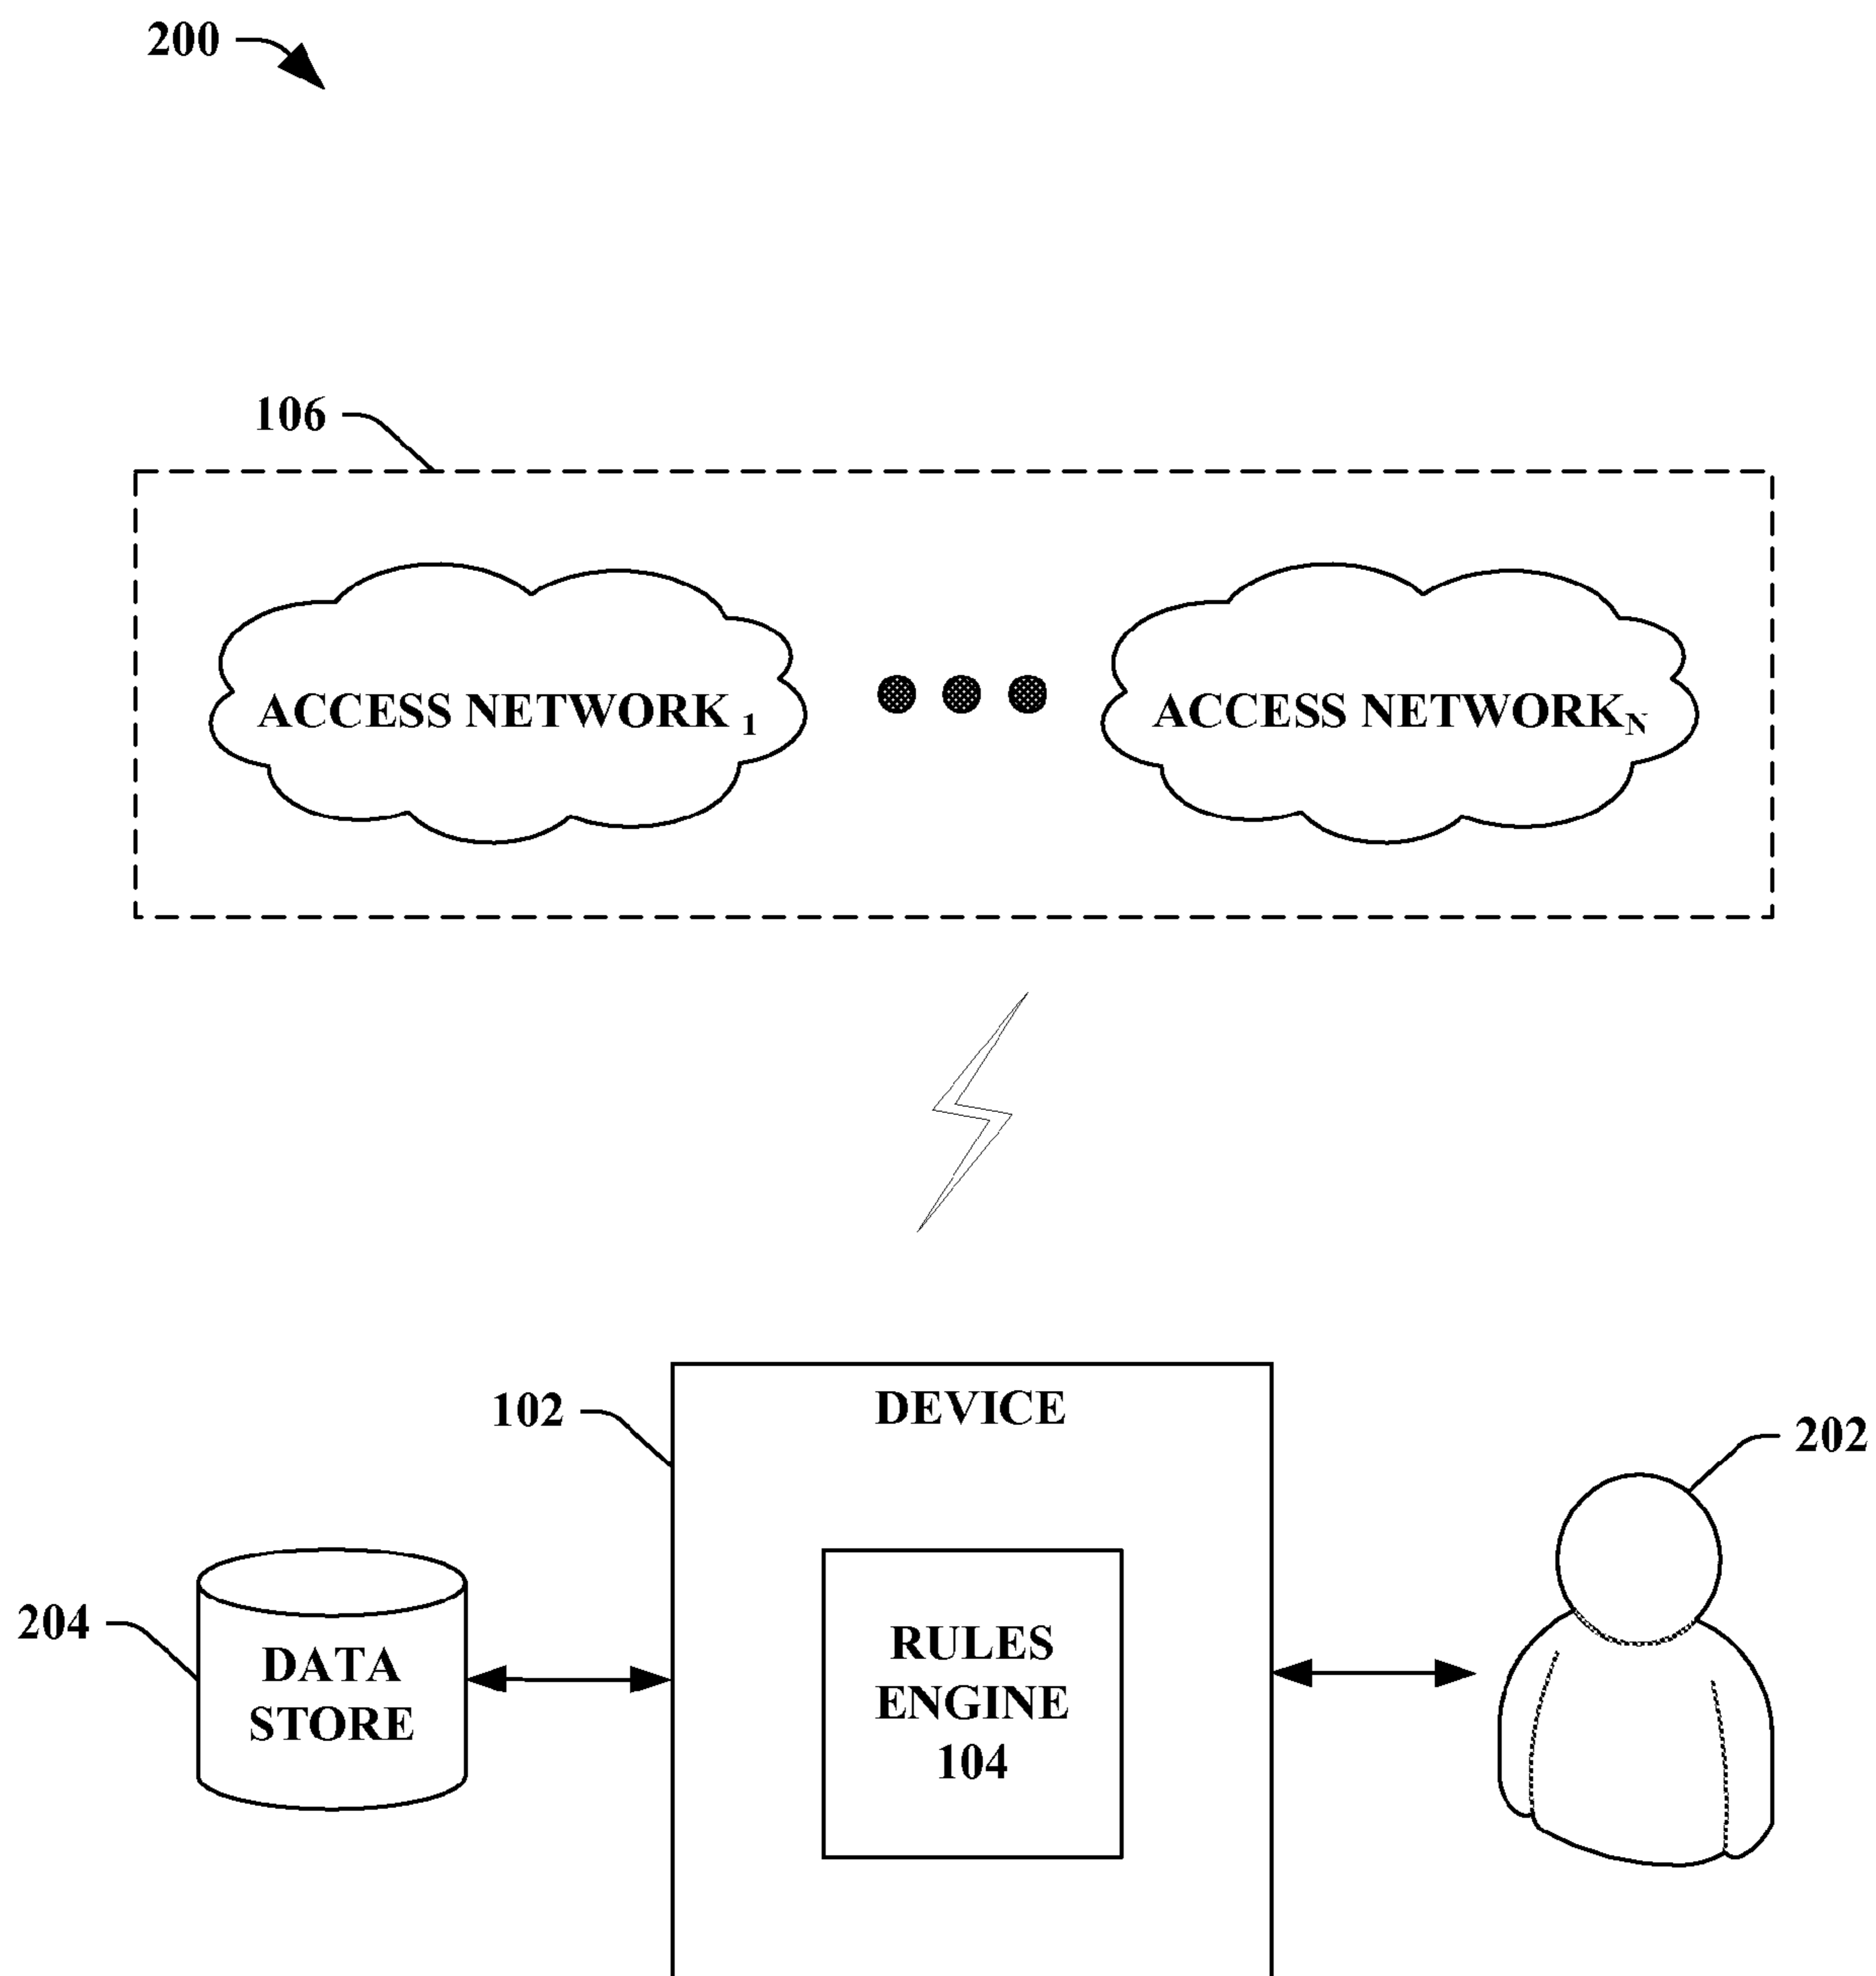 200
106
ACCESS NETWORK 1
ACCESS NETWORKN
102
DEVICE
202
204
DATA
STORE
RULES
ENGINE
104